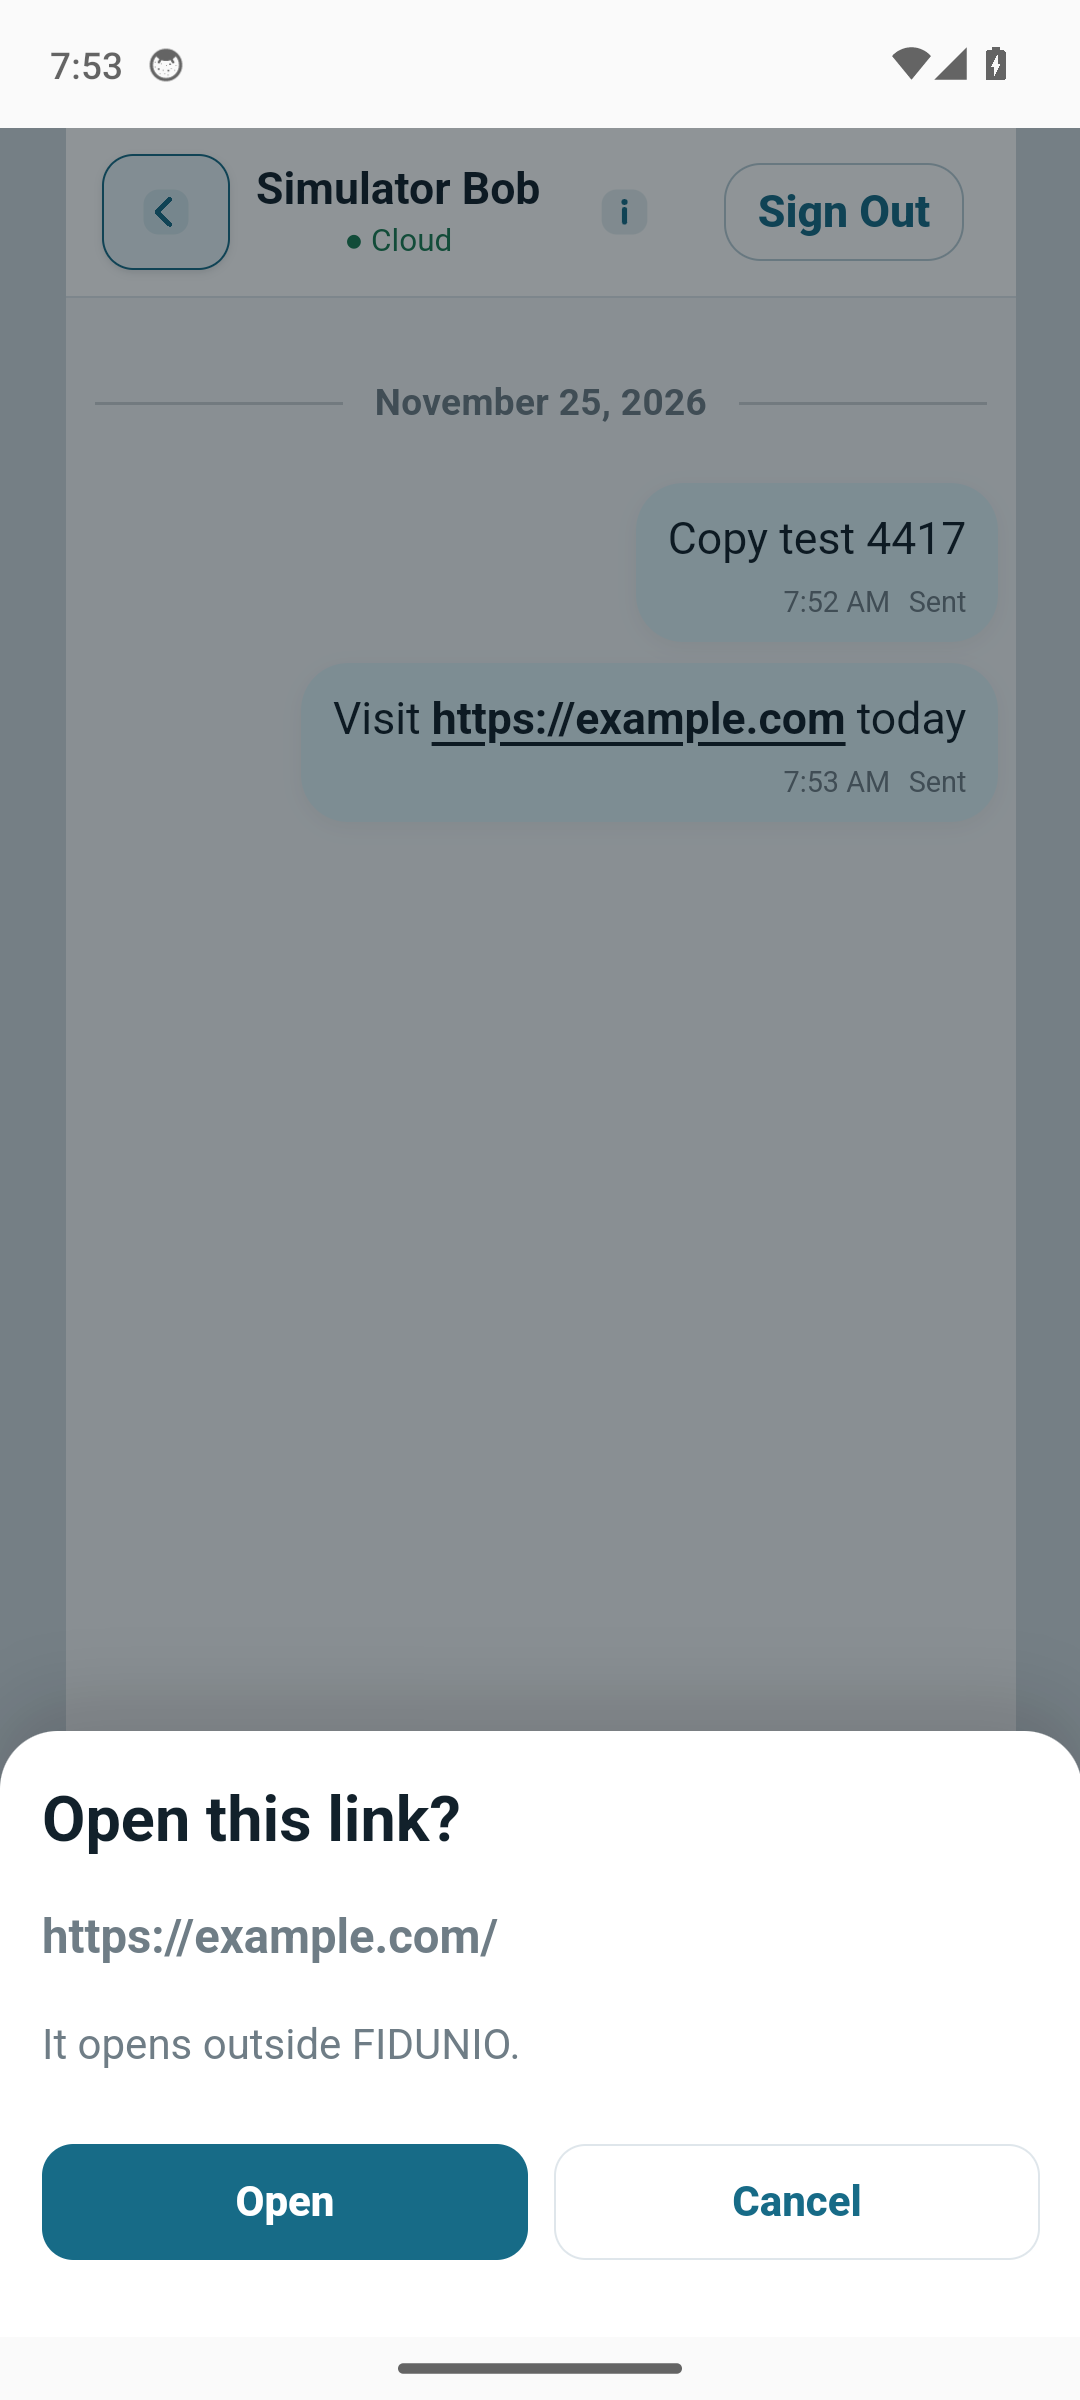 7:53
Simulator Bob
Cloud
Sign Out
November 25, 2026
Copy test 4417
7:52 AM Sent
Visit https://example.com today
7:53 AM Sent
Open this link?
https://example.com/
It opens outside FIDUNIO.
Open
Cancel